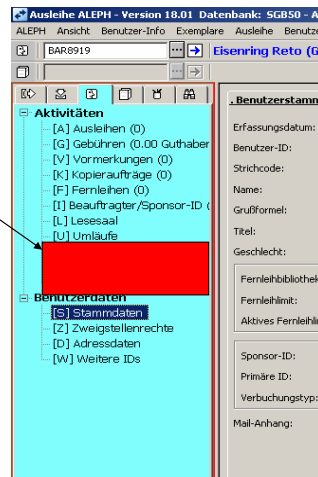 Ausleihe ALEPH - Version 18.01 Datenbank: SGB50 - A
ALEPH Ansicht Benutzer-Info Exemplare Ausleihe Benutze
BAR8919 ... Eisenring Reto (G
...
Aktivitäten
[A] Ausleihen (0)
[G] Gebühren (0.00 Guthaben
[V] Vormerkungen (0)
[K] Kopieraufträge (0)
[F] Fernleihen (0)
[I] Beauftragter/Sponsor-ID (
[L] Lesesaal
[U] Umläufe
Benutzerdaten
[S] Stammdaten
[Z] Zweigstellenrechte
[D] Adressdaten
[W] Weitere IDs
. Benutzerstamm
Erfassungsdatum:
Benutzer-ID:
Strichcode:
Name:
Grußformel:
Titel:
Geschlecht:
Fernleihbibliothek
Fernleihlimit:
Aktives Fernleihli
Sponsor-ID:
Primäre ID:
Verbuchungstyp:
Mail-Anhang: